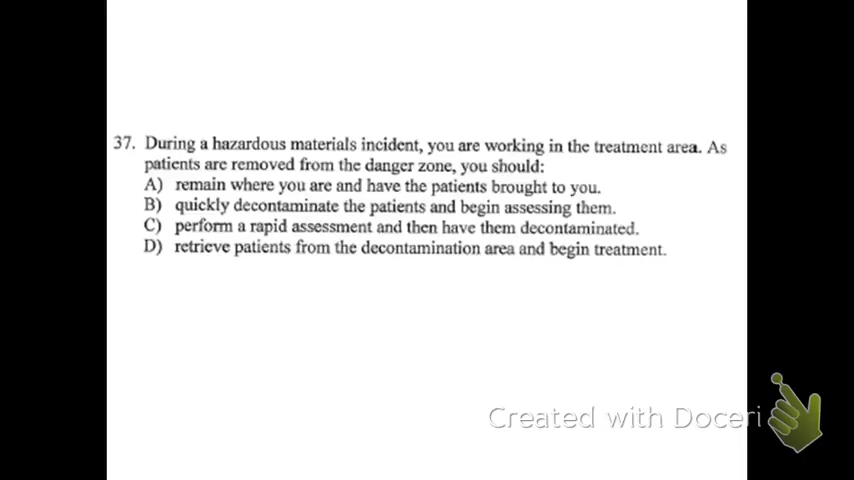 37. During a hazardous materials incident, you are working in the treatment area. As
patients are removed from the danger zone, you should:
A) remain where you are and have the patients brought to you.
B) quickly decontaminate the patients and begin assessing them.
C) perform a rapid assessment and then have them decontaminated.
D) retrieve patients from the decontamination area and begin treatment.
Created with Doceri